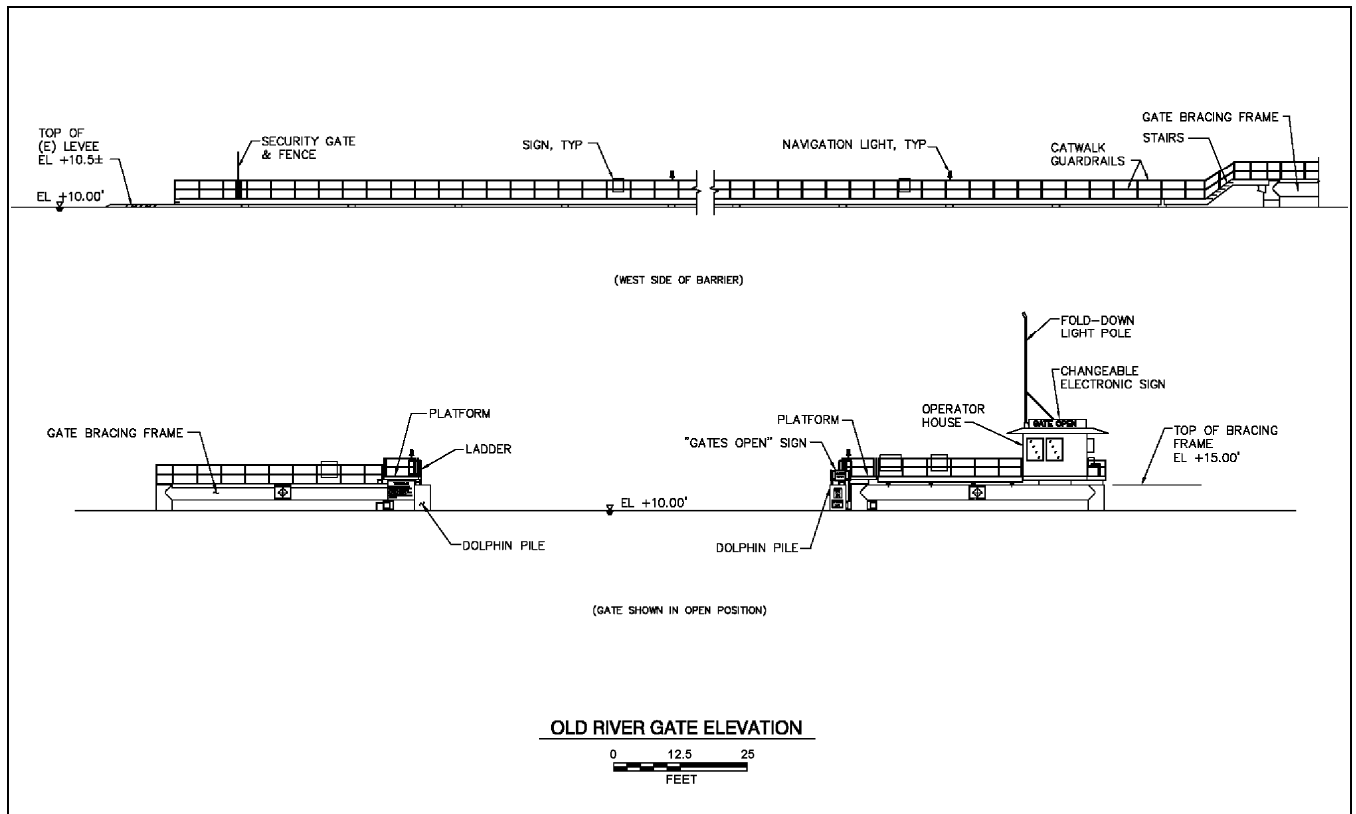 TOP OF
(E) LEVEE
EL +10.5±
EL +10.00'
SECURITY GATE
& FENCE
SIGN, TYP
NAVIGATION LIGHT, TYP
CATWALK
GUARDRAILS
GATE BRACING FRAME
STAIRS
(WEST SIDE OF BARRIER)
FOLD-DOWN
LIGHT POLE
CHANGEABLE
ELECTRONIC SIGN
GATE OPEN
OPERATOR
HOUSE
PLATFORM
"GATES OPEN" SIGN
TOP OF BRACING
FRAME
EL +15.00'
GATE BRACING FRAME
PLATFORM
LADDER
EL +10.00'
DOLPHIN PILE
DOLPHIN PILE
(GATE SHOWN IN OPEN POSITION)
OLD RIVER GATE ELEVATION
0 12.5 25
FEET